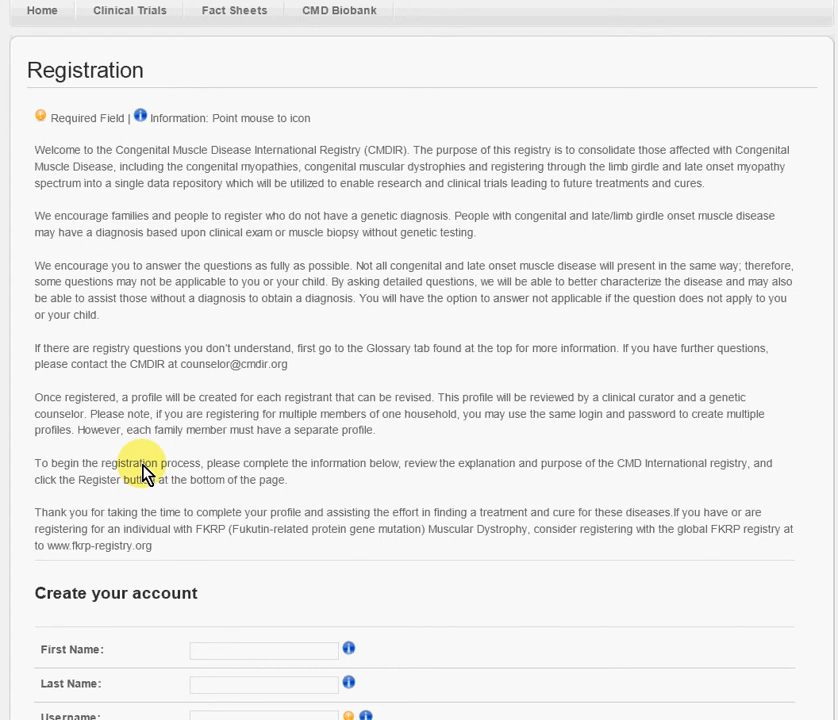 Home Clinical Trials Fact Sheets CMD Biobank
Registration
Required Field | Information: Point mouse to icon
Welcome to the Congenital Muscle Disease International Registry (CMDIR). The purpose of this registry is to consolidate those affected with Congenital
Muscle Disease, including the congenital myopathies, congenital muscular dystrophies and registering through the limb girdle and late onset myopathy
spectrum into a single data repository which will be utilized to enable research and clinical trials leading to future treatments and cures.
We encourage families and people to register who do not have a genetic diagnosis. People with congenital and late/limb girdle onset muscle disease
may have a diagnosis based upon clinical exam or muscle biopsy without genetic testing.
We encourage you to answer the questions as fully as possible. Not all congenital and late onset muscle disease will present in the same way; therefore,
some questions may not be applicable to you or your child. By asking detailed questions, we will be able to better characterize the disease and may also
be able to assist those without a diagnosis to obtain a diagnosis. You will have the option to answer not applicable if the question does not apply to you
or your child.
If there are registry questions you don't understand, first go to the Glossary tab found at the top for more information. If you have further questions,
please contact the CMDIR at counselor@cmdir.org
Once registered, a profile will be created for each registrant that can be revised. This profile will be reviewed by a clinical curator and a genetic
counselor. Please note, if you are registering for multiple members of one household, you may use the same login and password to create multiple
profiles. However, each family member must have a separate profile.
To begin the registration process, please complete the information below, review the explanation and purpose of the CMD International registry, and
click the Register button at the bottom of the page.
Thank you for taking the time to complete your profile and assisting the effort in finding a treatment and cure for these diseases.If you have or are
registering for an individual with FKRP (Fukutin-related protein gene mutation) Muscular Dystrophy, consider registering with the global FKRP registry at
to www.fkrp-registry.org
Create your account
First Name:
Last Name:
Username: